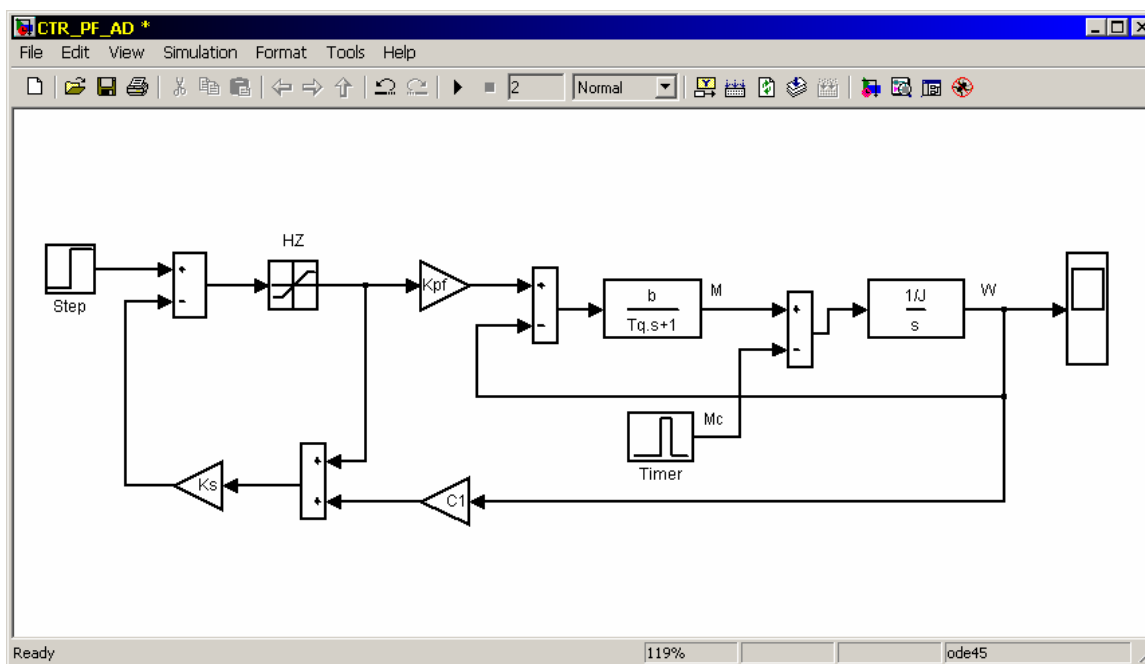 CTR_PF_AD *
File Edit View Simulation Format Tools Help
2 Normal
HZ
Step
Kpf
b
Tq.s+1
M
1/J
s
W
Mc
Timer
Ks
C1
Ready 119% ode45